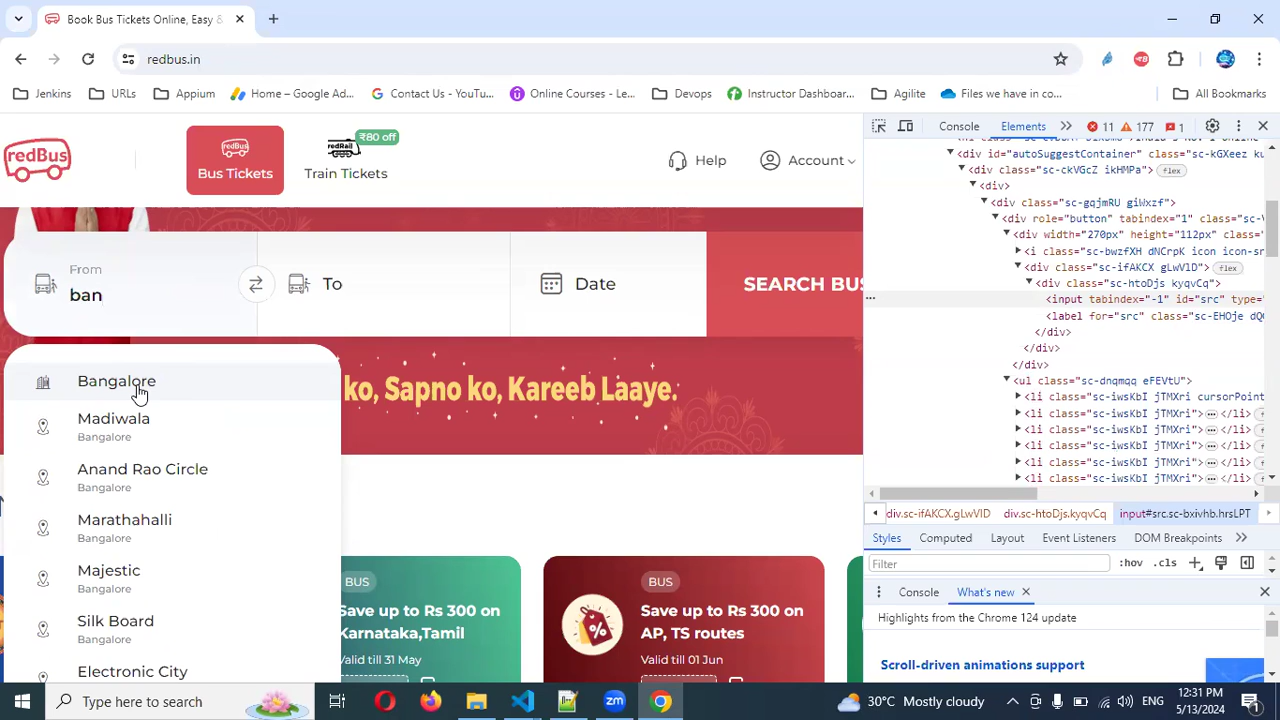 Book Bus Tickets Online, Easy &
redbus.in
Jenkins
URLs
Appium
Home – Google Ad...
Contact Us - YouTu...
Online Courses - Le...
Devops
Instructor Dashboar...
Agilite
Files we have in co...
All Bookmarks
redBus
redBus
Bus Tickets
redRail
₹80 off
Train Tickets
Help
Account
From
ban
To
Date
SEARCH BUS
ko, Sapno ko, Kareeb Laaye.
Bangalore
Madiwala
Bangalore
Anand Rao Circle
Bangalore
Marathahalli
Bangalore
Majestic
Bangalore
Silk Board
Bangalore
Electronic City
BUS
Save up to Rs 300 on
Karnataka,Tamil
Valid till 31 May
BUS
Save up to Rs 300 on
AP, TS routes
Valid till 01 Jun
Console
Elements
11
177
1
<div id="autoSuggestContainer" class="sc-kGXeez ku
<div class="sc-ckVGcZ ikHMPa"> flex
<div>
<div class="sc-gqjmRU giWxzf">
<div role="button" tabindex="1" class="sc-V
<div width="270px" height="112px" class="s
<i class="sc-bwzfXH dNCrpK icon icon-sr
<div class="sc-ifAKCX gLwVlD"> flex
<div class="sc-htoDjs kyqvCq">
<input tabindex="-1" id="src" type=
<label for="src" class="sc-EHOje dQ
</div>
</div>
</div>
<ul class="sc-dnqmqq eFEVtU">
<li class="sc-iwsKbI jTMXri cursorPoint
<li class="sc-iwsKbI jTMXri">…</li>
<li class="sc-iwsKbI jTMXri">…</li>
<li class="sc-iwsKbI jTMXri">…</li>
<li class="sc-iwsKbI jTMXri">…</li>
<li class="sc-iwsKbI jTMXri">…</li>
div.sc-ifAKCX.gLwVlD div.sc-htoDjs.kyqvCq input#src.sc-bxivhb.hrsLPT
Styles Computed Layout Event Listeners DOM Breakpoints
Filter
:hov .cls
Console What's new
Highlights from the Chrome 124 update
Scroll-driven animations support
Type here to search
zm
30°C Mostly cloudy
ENG
12:31 PM
5/13/2024
1